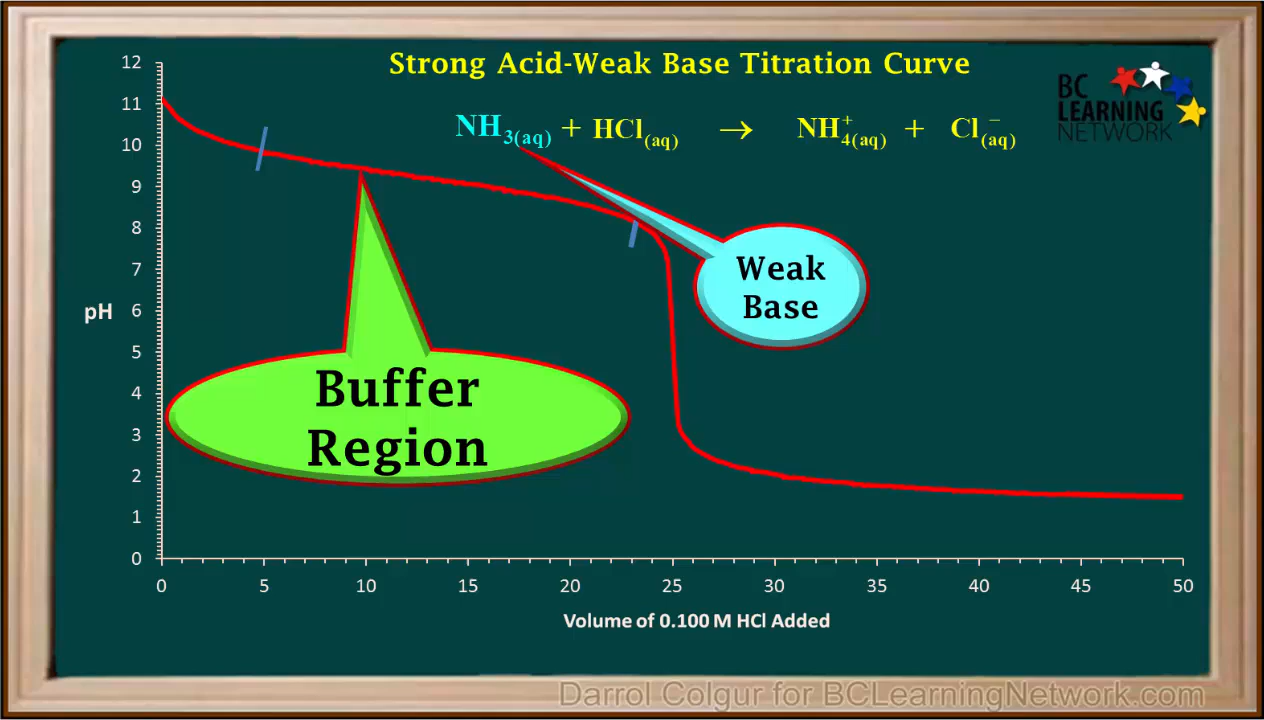 Strong Acid-Weak Base Titration Curve
BC
LEARNING
NETWORK
NH₃(aq) + HCl(aq) → NH₄⁺(aq) + Cl⁻(aq)
12
11
10
9
8
7
6
5
4
3
2
1
0
pH
Weak
Base
Buffer
Region
0 5 10 15 20 25 30 35 40 45 50
Volume of 0.100 M HCl Added
Darrol Colgur for BCLearningNetwork.com